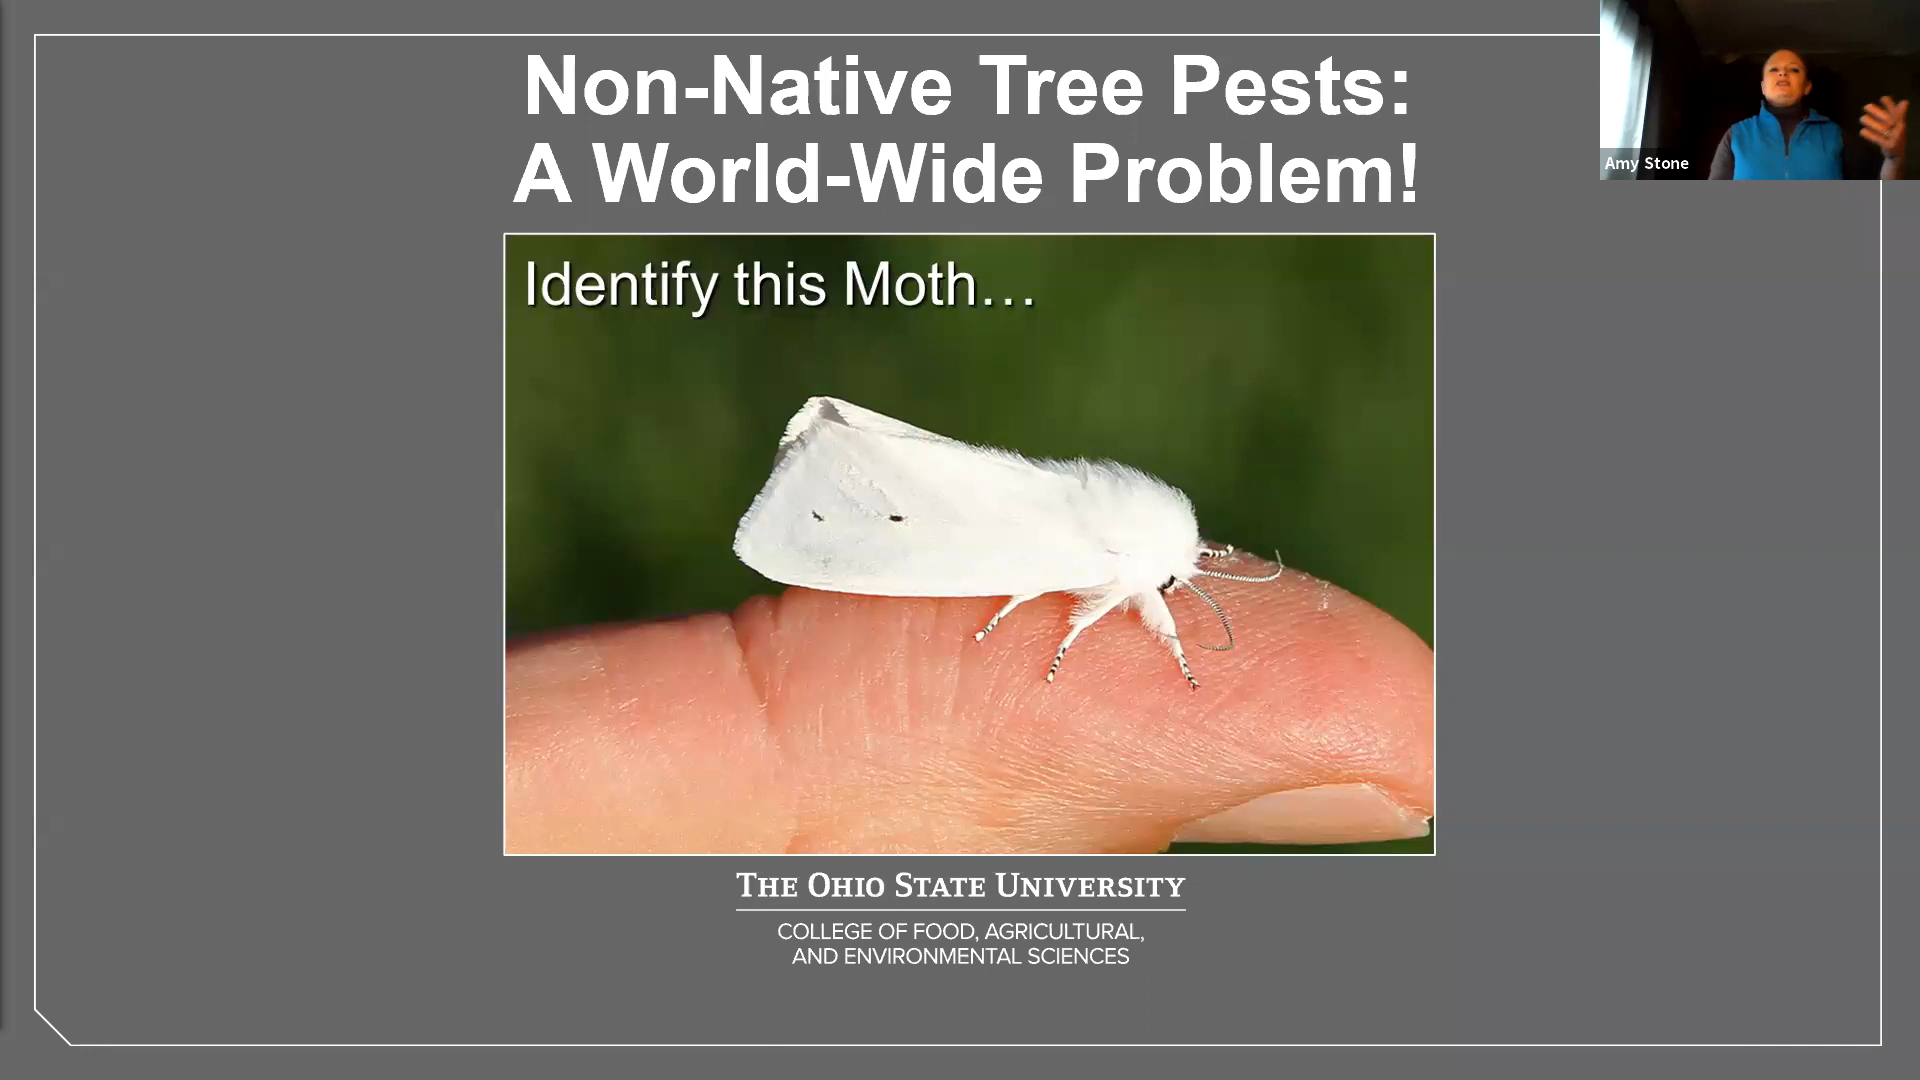 Non-Native Tree Pests:
A World-Wide Problem!
Amy Stone
Identify this Moth...
THE OHIO STATE UNIVERSITY
COLLEGE OF FOOD, AGRICULTURAL,
AND ENVIRONMENTAL SCIENCES